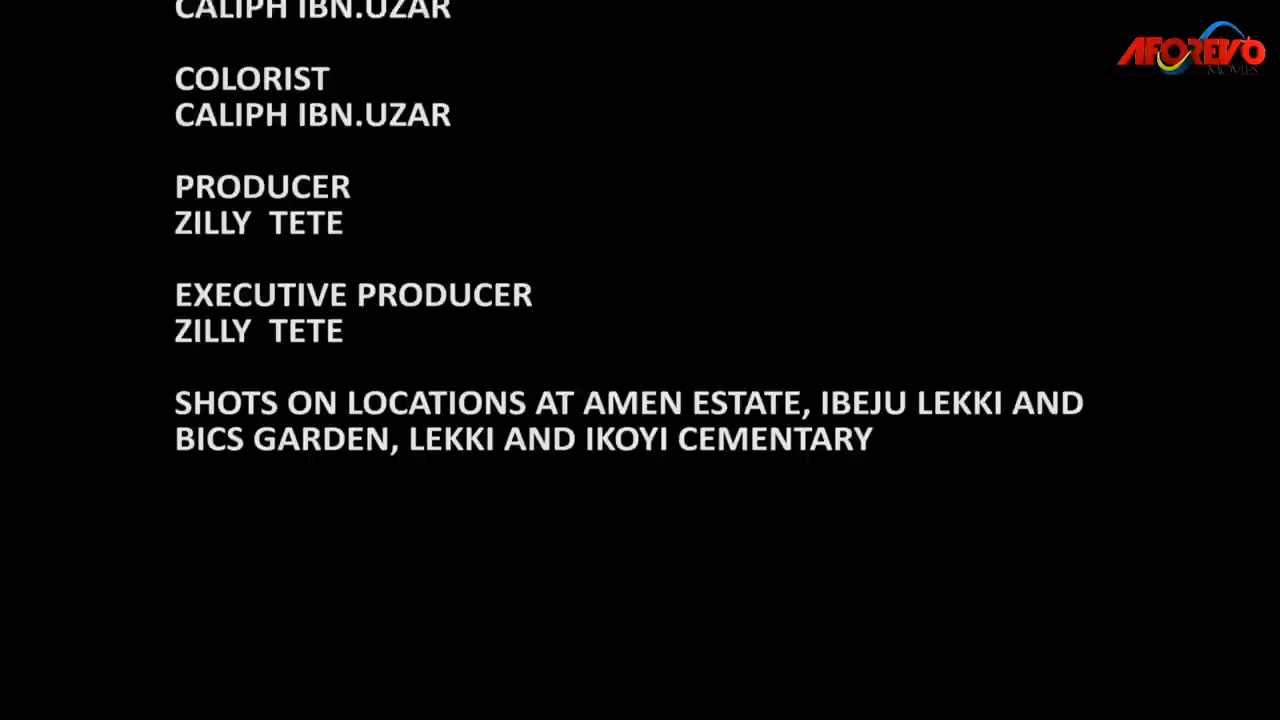 CALIPH IBN.UZAR
AFOREVO
MOVIES
COLORIST
CALIPH IBN.UZAR
PRODUCER
ZILLY  TETE
EXECUTIVE PRODUCER
ZILLY  TETE
SHOTS ON LOCATIONS AT AMEN ESTATE, IBEJU LEKKI AND
BICS GARDEN, LEKKI AND IKOYI CEMENTARY